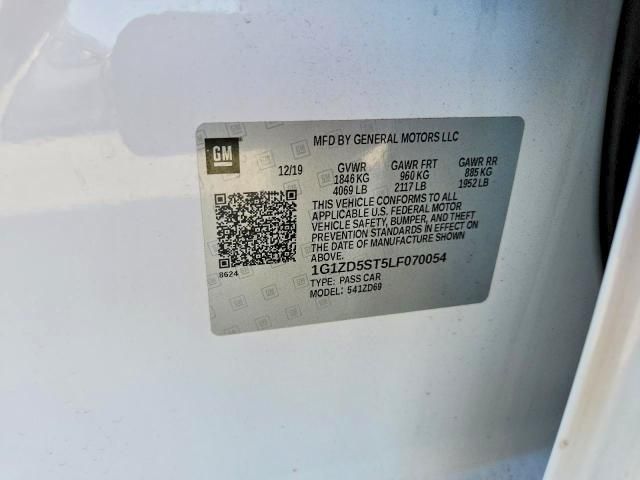 GM
MFD BY GENERAL MOTORS LLC
12/19 GVWR GAWR FRT GAWR RR
1846 KG 960 KG 885 KG
4069 LB 2117 LB 1952 LB
THIS VEHICLE CONFORMS TO ALL
APPLICABLE U.S. FEDERAL MOTOR
VEHICLE SAFETY, BUMPER, AND THEFT
PREVENTION STANDARDS IN EFFECT ON
THE DATE OF MANUFACTURE SHOWN
ABOVE.
8624
1G1ZD5ST5LF070054
TYPE: PASS CAR
MODEL: 541ZD69